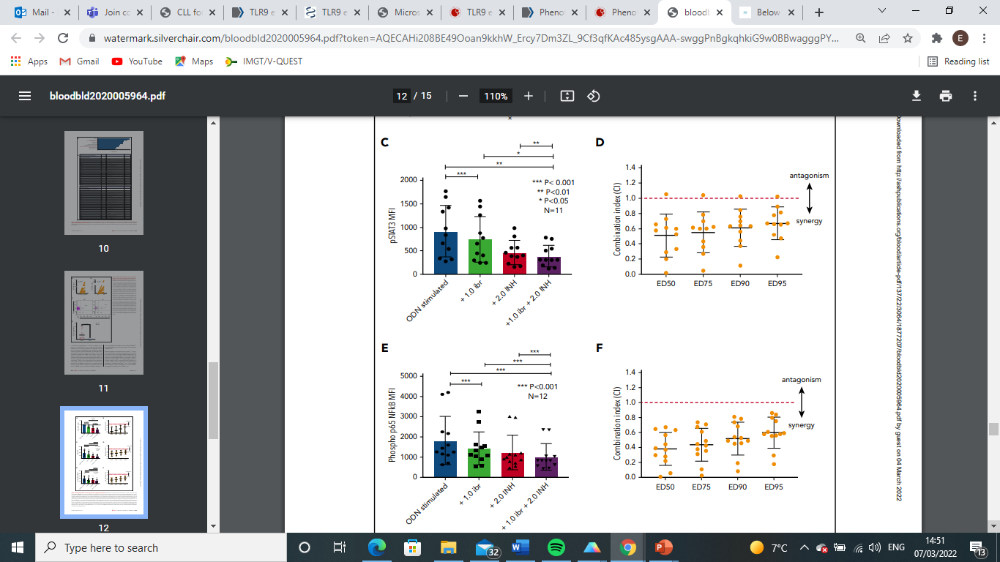 Mail -
Join cc
CLL fo
TLR9 e
TLR9 e
Micros
TLR9 e
Pheno
Pheno
bloodb
Below
E
watermark.silverchair.com/bloodbld2020005964.pdf?token=AQECAHi208BE49Ooan9kkhW_Ercy7Dm3ZL_9Cf3qfKAc485ysgAAA-swggPnBgkqhkiG9w0BBwagggPY...
Apps
Gmail
YouTube
Maps
IMGT/V-QUEST
Reading list
bloodbld2020005964.pdf
12 / 15
110%
10
11
12
C
**
*
**
***
*** P< 0.001
** P<0.01
* P<0.05
N=11
pSTAT3 MFI
2000
1500
1000
500
0
ODN stimulated
+ 1.0 ibr
+ 2.0 INH
+1.0 ibr + 2.0 INH
D
Combination index (CI)
1.4
1.2
1.0
0.8
0.6
0.4
0.2
0.0
antagonism
synergy
ED50
ED75
ED90
ED95
E
***
***
***
***
*** P<0.001
N=12
Phospho p65 NFkB MFI
5000
4000
3000
2000
1000
0
ODN stimulated
+ 1.0 ibr
+ 2.0 INH
+ 1.0 ibr + 2.0 INH
F
Combination index (CI)
1.4
1.2
1.0
0.8
0.6
0.4
0.2
0.0
antagonism
synergy
ED50
ED75
ED90
ED95
ownloaded from http://ashpublications.org/blood/article-pdf/137/22/3064/1877207/bloodbld2020005964.pdf by guest on 04 March 2022
Type here to search
32
7°C
ENG
14:51
07/03/2022
13